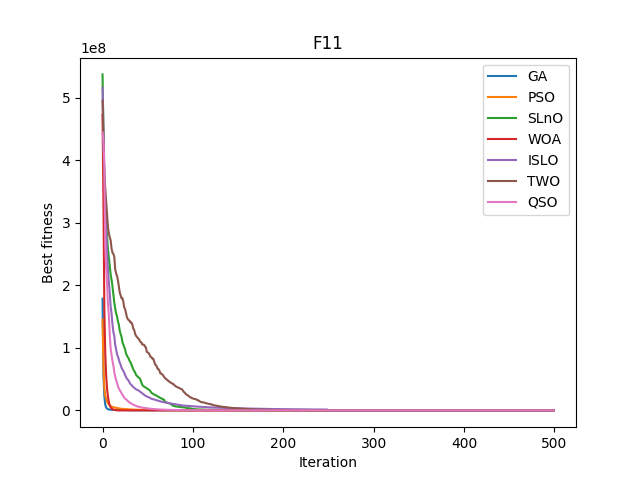 F11
1e8
5
4
3
2
1
0
Best fitness
0 100 200 300 400 500
Iteration
GA
PSO
SLnO
WOA
ISLO
TWO
QSO